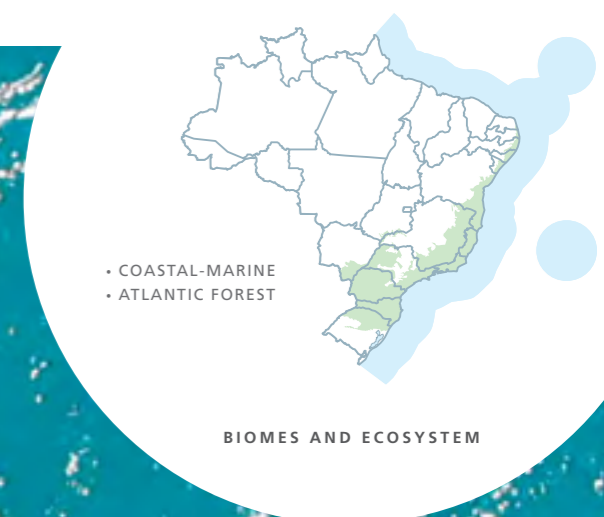 • COASTAL-MARINE
• ATLANTIC FOREST
BIOMES AND ECOSYSTEM